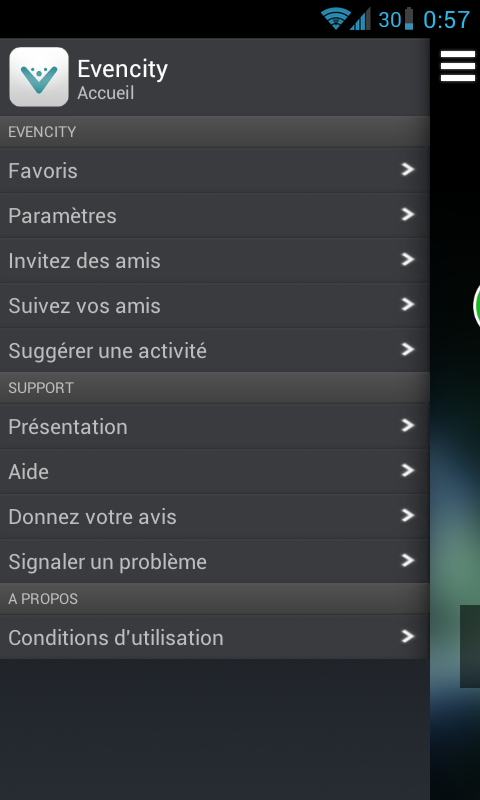 30 0:57
Evencity
Accueil
EVENCITY
Favoris
Paramètres
Invitez des amis
Suivez vos amis
Suggérer une activité
SUPPORT
Présentation
Aide
Donnez votre avis
Signaler un problème
A PROPOS
Conditions d'utilisation